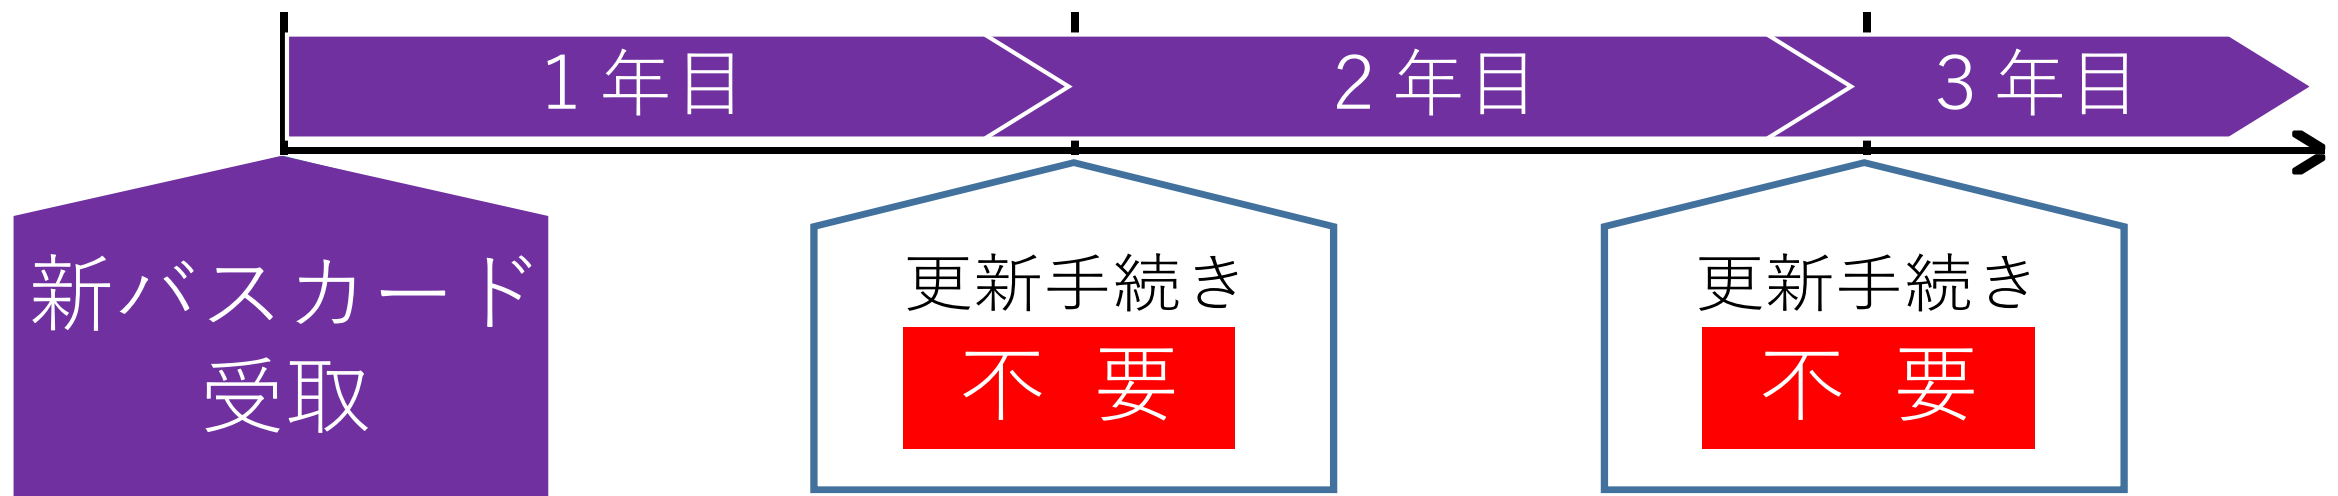 １年目
２年目
３年目
新バスカード
受取
更新手続き
不 要
更新手続き
不 要